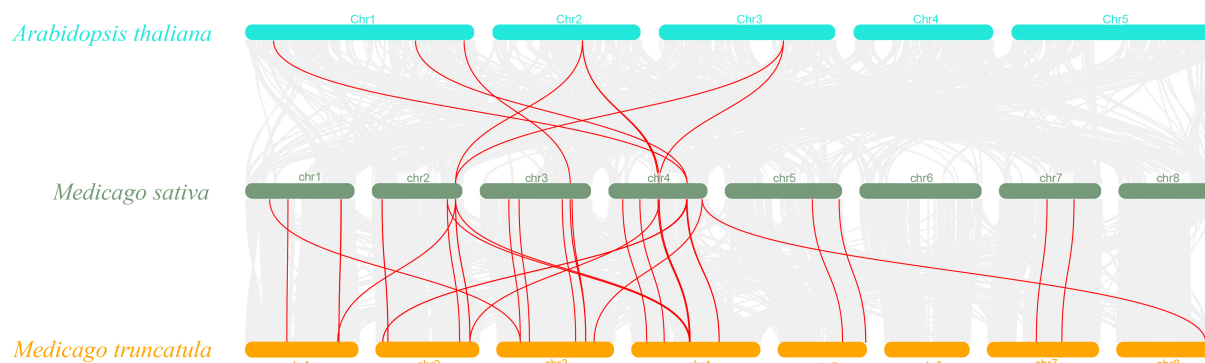 Chr1 Chr2 Chr3 Chr4 Chr5
Arabidopsis thaliana
chr1 chr2 chr3 chr4 chr5 chr6 chr7 chr8
Medicago sativa
Medicago truncatula
chr7